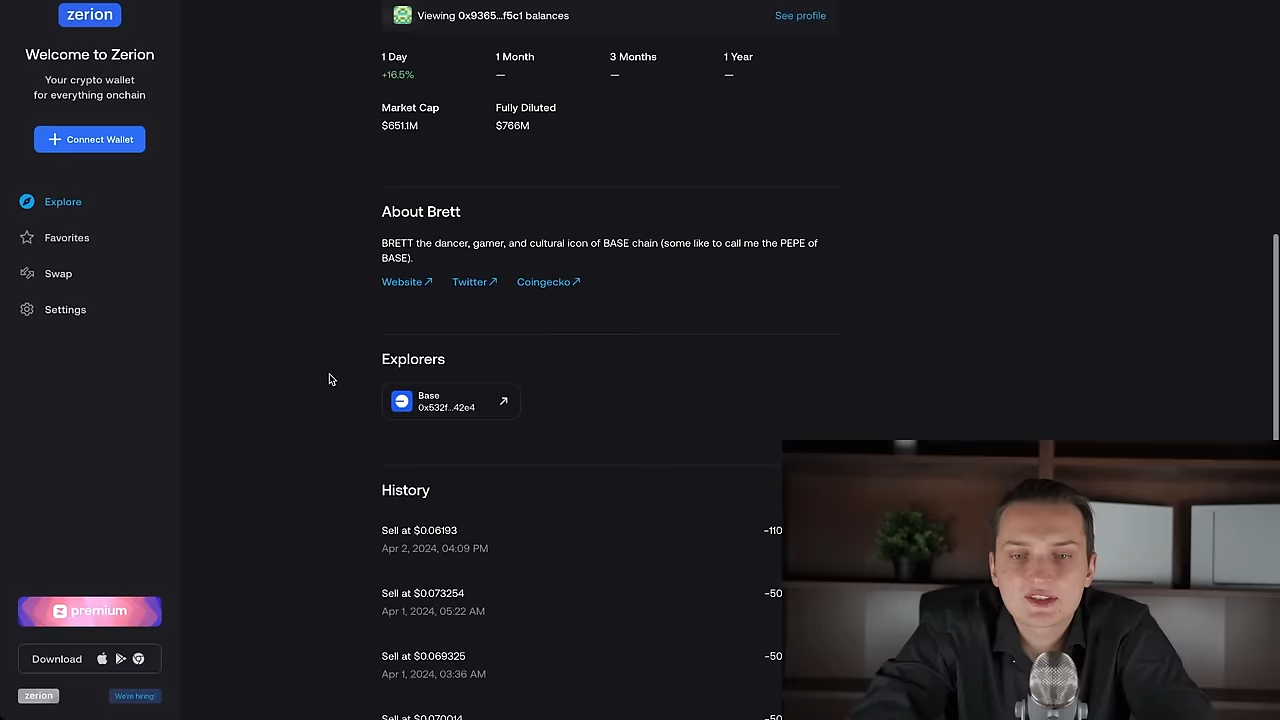 zerion
Welcome to Zerion
Your crypto wallet
for everything onchain
Connect Wallet
Explore
Favorites
Swap
Settings
premium
Download
zerion
We're hiring!
Viewing 0x9365...f5c1 balances
See profile
1 Day
1 Month
3 Months
1 Year
+16.5%
—
—
—
Market Cap
Fully Diluted
$651.1M
$766M
About Brett
BRETT the dancer, gamer, and cultural icon of BASE chain (some like to call me the PEPE of
BASE).
Website↗
Twitter↗
Coingecko↗
Explorers
Base
0x532f...42e4
History
Sell at $0.06193
-110
Apr 2, 2024, 04:09 PM
Sell at $0.073254
-50
Apr 1, 2024, 05:22 AM
Sell at $0.069325
-50
Apr 1, 2024, 03:36 AM
Sell at $0.070014
-50